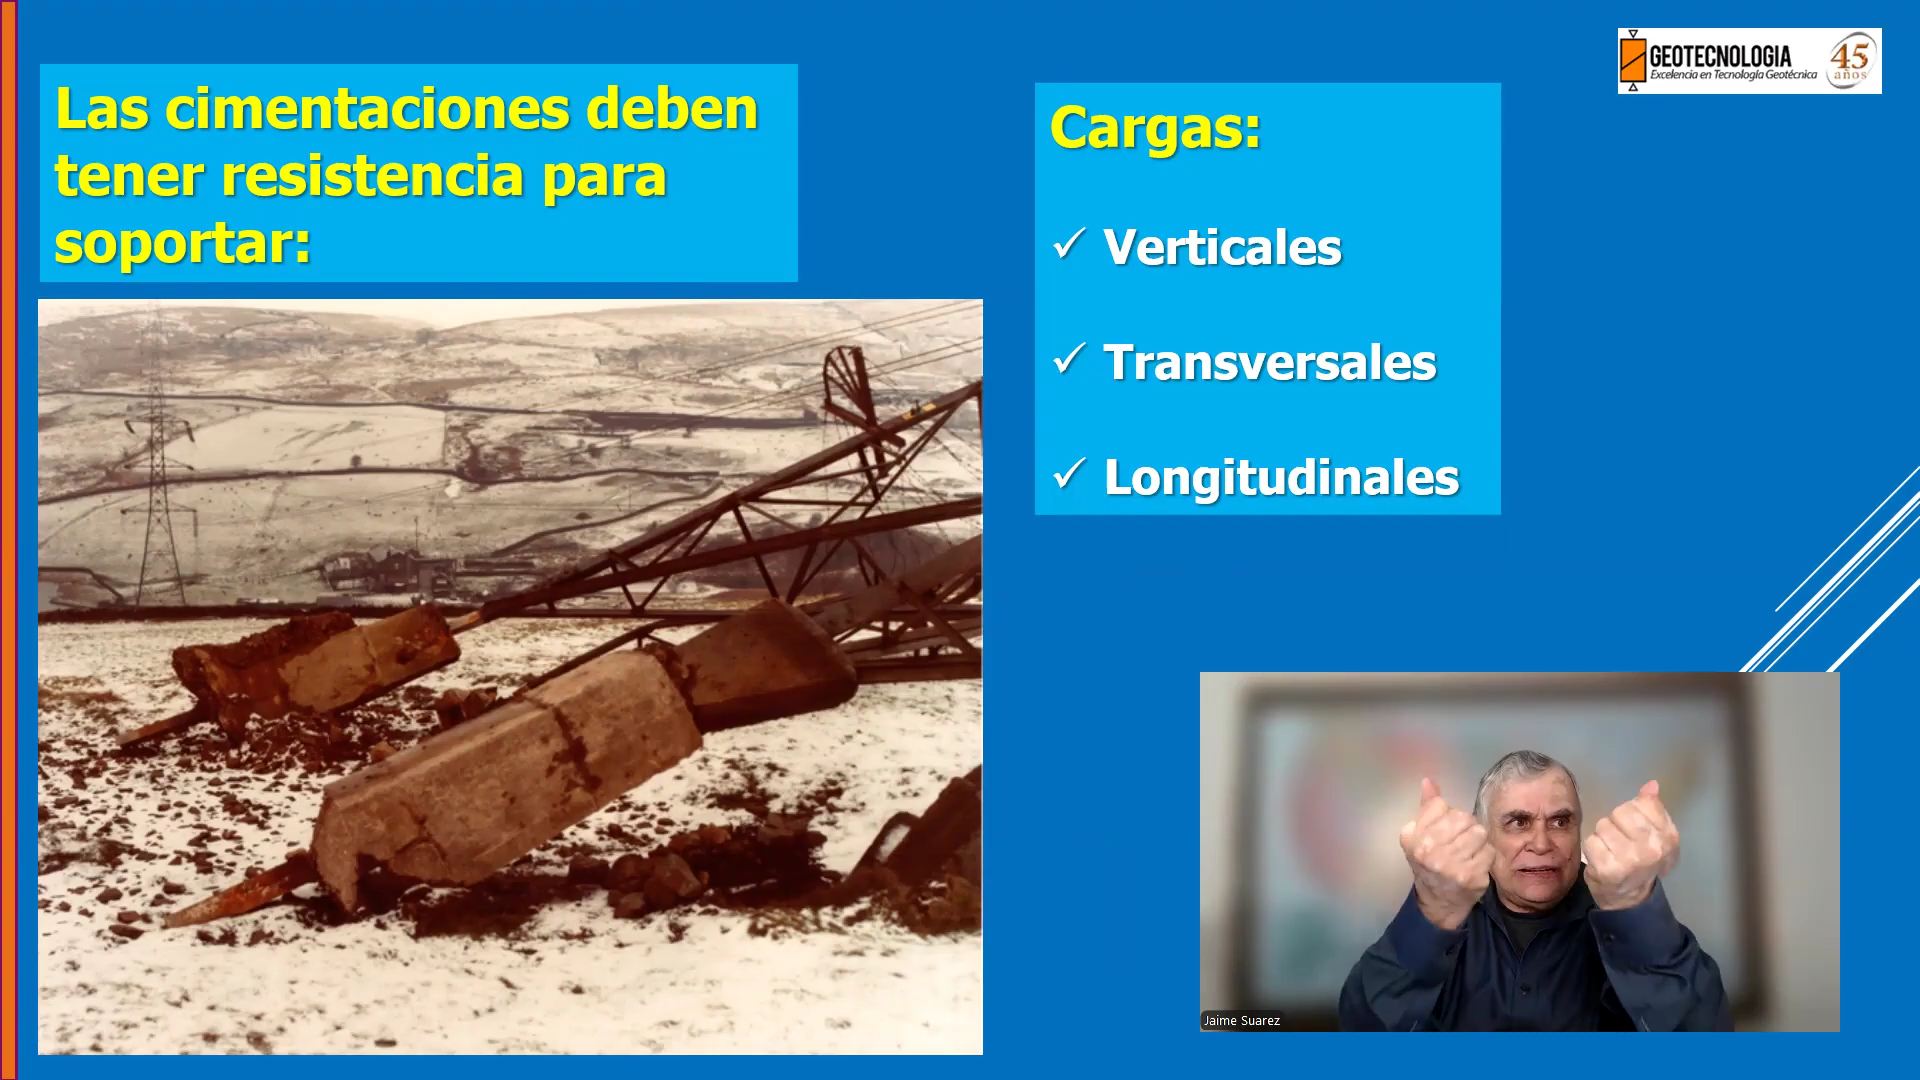 Las cimentaciones deben
tener resistencia para
soportar:
Cargas:
✓ Verticales
✓ Transversales
✓ Longitudinales
GEOTECNOLOGIA
Excelencia en Tecnología Geotécnica
45
años
Jaime Suarez